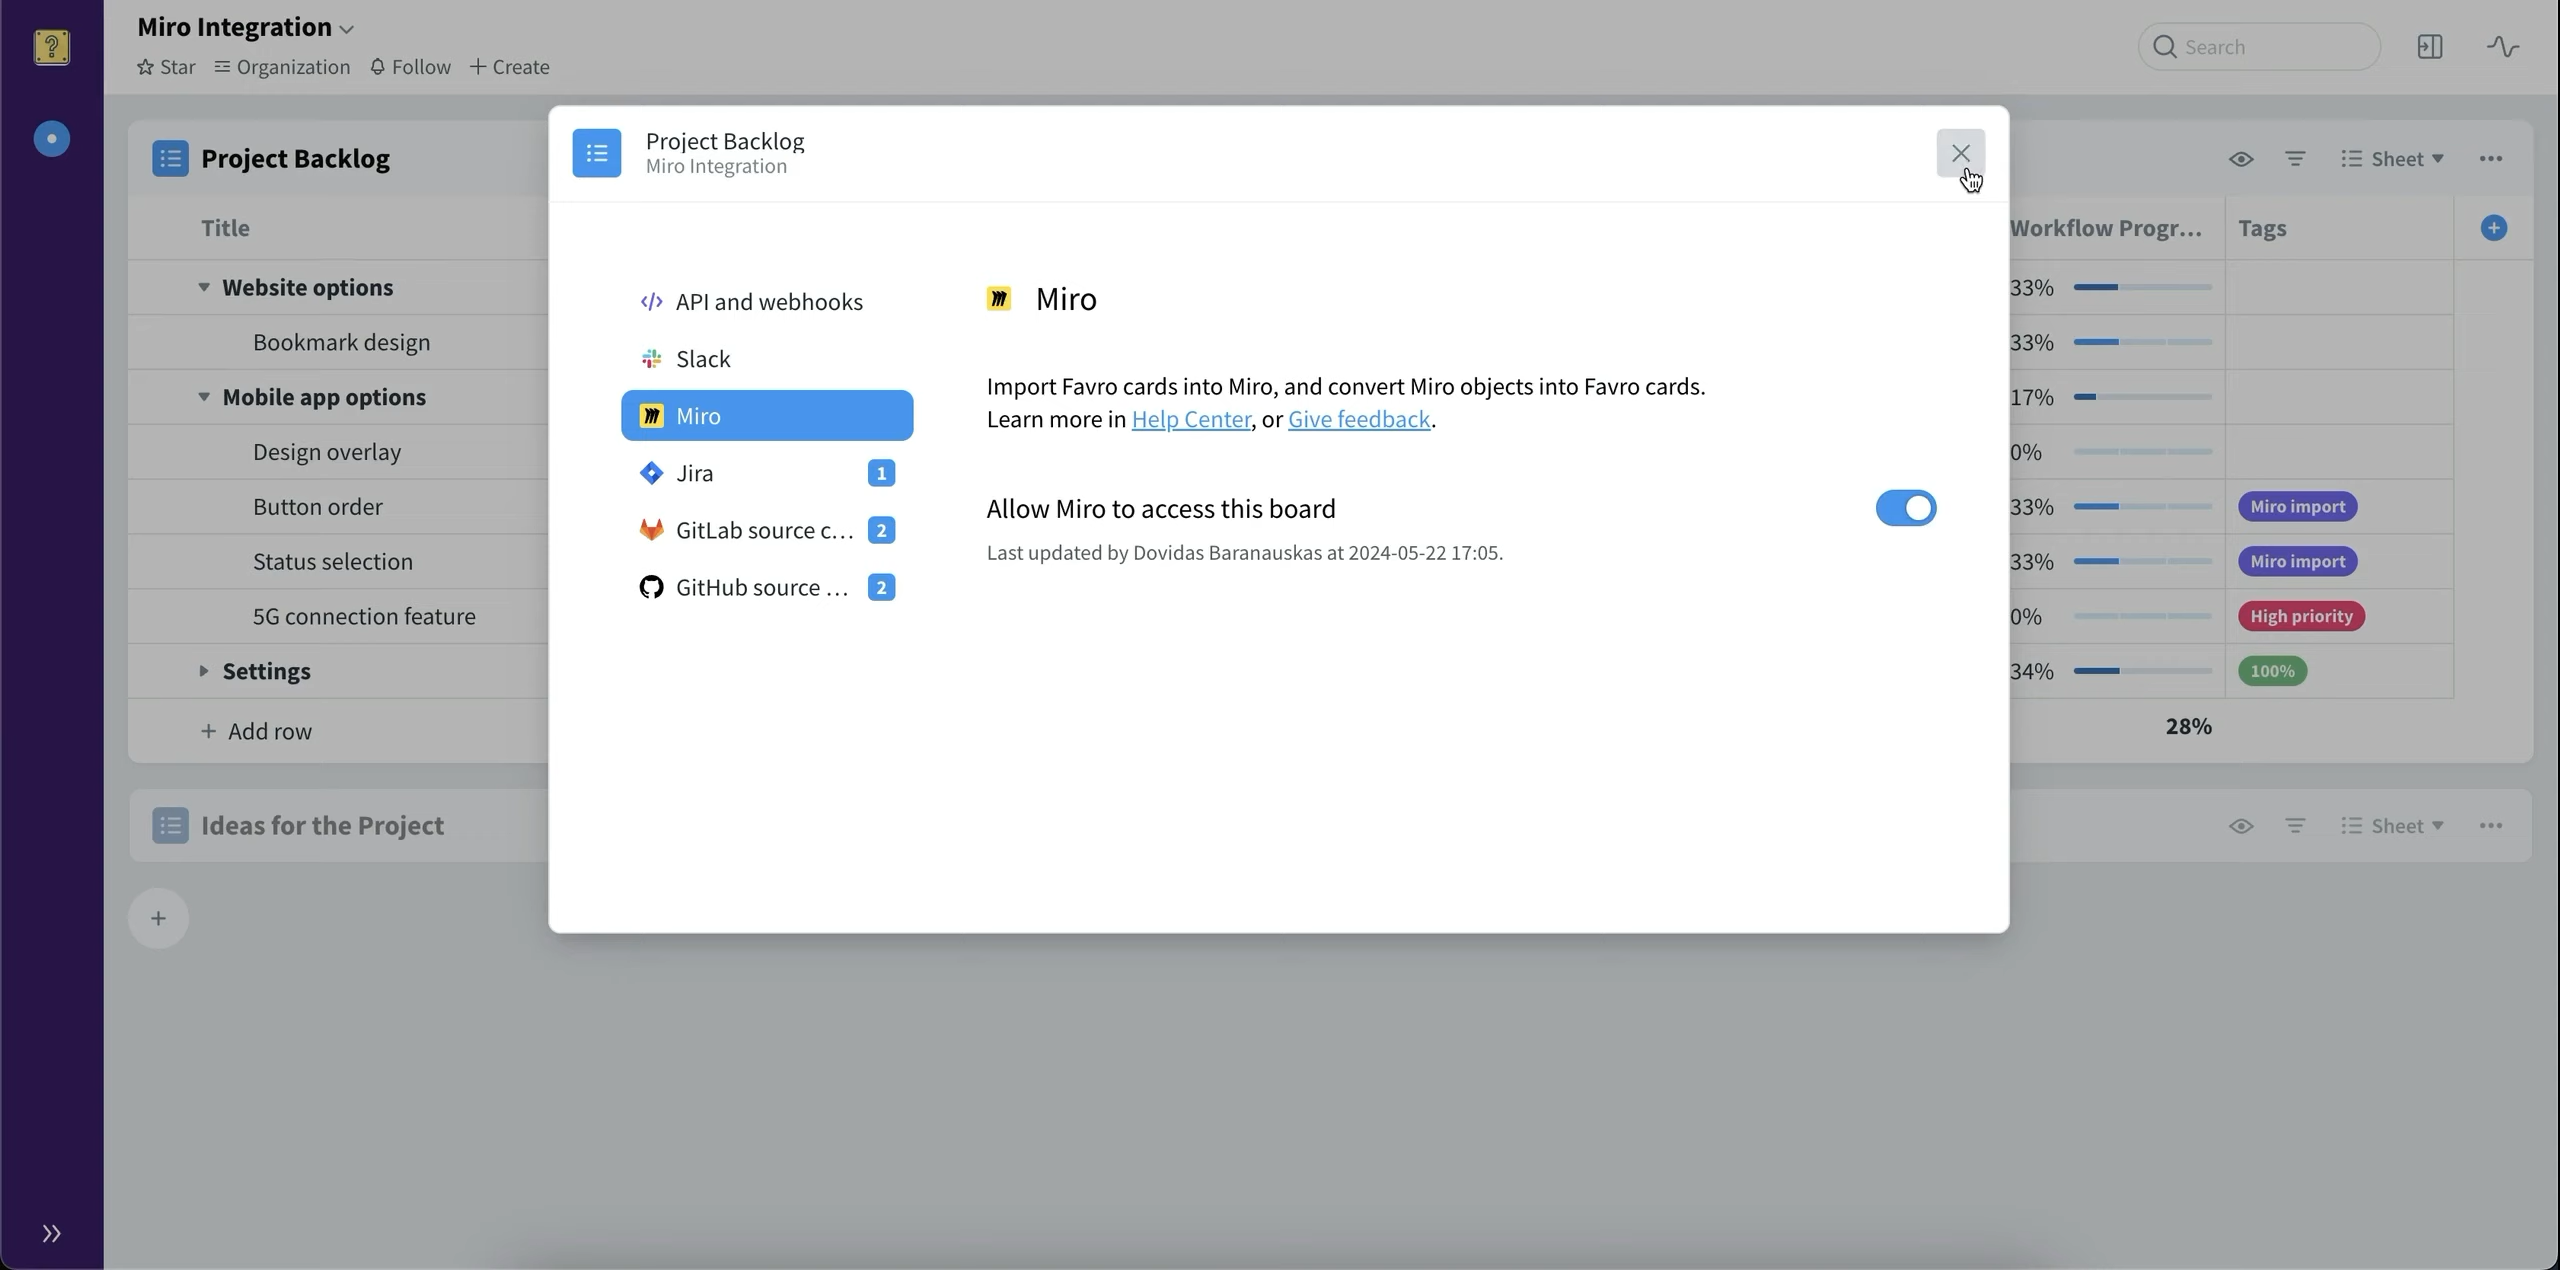 Miro Integration
Star Organization Follow Create
Search
Project Backlog
Miro Integration
Project Backlog
Sheet
Title
Workflow Progr...
Tags
Website options
33%
Bookmark design
33%
Mobile app options
17%
Design overlay
0%
Button order
33%
Miro import
Status selection
33%
Miro import
5G connection feature
0%
High priority
Settings
34%
100%
+ Add row
28%
Ideas for the Project
Sheet
API and webhooks
Slack
Miro
Jira 1
GitLab source c... 2
GitHub source ... 2
Miro
Import Favro cards into Miro, and convert Miro objects into Favro cards.
Learn more in Help Center, or Give feedback.
Allow Miro to access this board
Last updated by Dovidas Baranauskas at 2024-05-22 17:05.